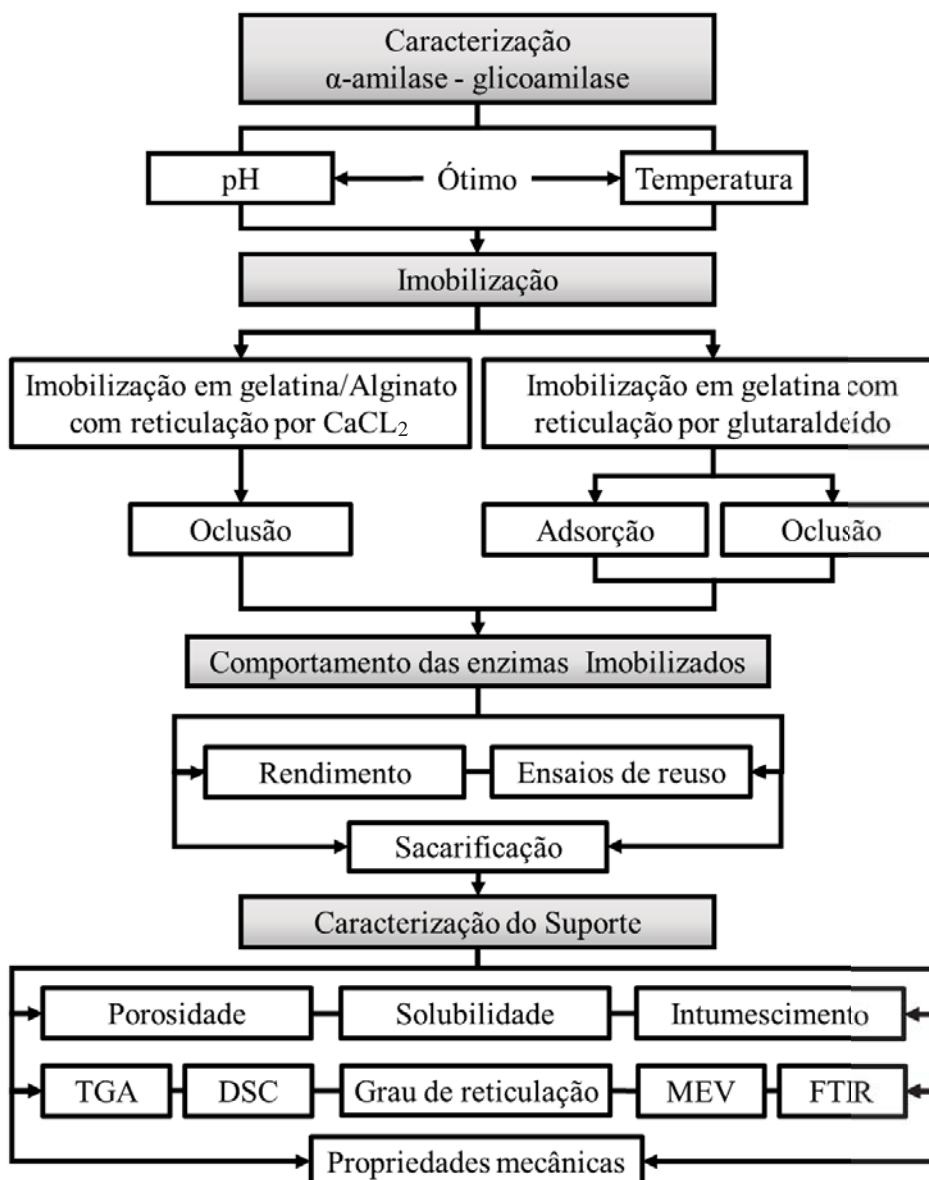 Caracterização
α-amilase - glicoamilase
pH
Ótimo
Temperatura
Imobilização
Imobilização em gelatina/Alginato
com reticulação por CaCL₂
Imobilização em gelatina com
reticulação por glutaraldeído
Oclusão
Adsorção
Oclusão
Comportamento das enzimas Imobilizados
Rendimento
Ensaios de reuso
Sacarificação
Caracterização do Suporte
Porosidade
Solubilidade
Intumescimento
TGA
DSC
Grau de reticulação
MEV
FTIR
Propriedades mecânicas